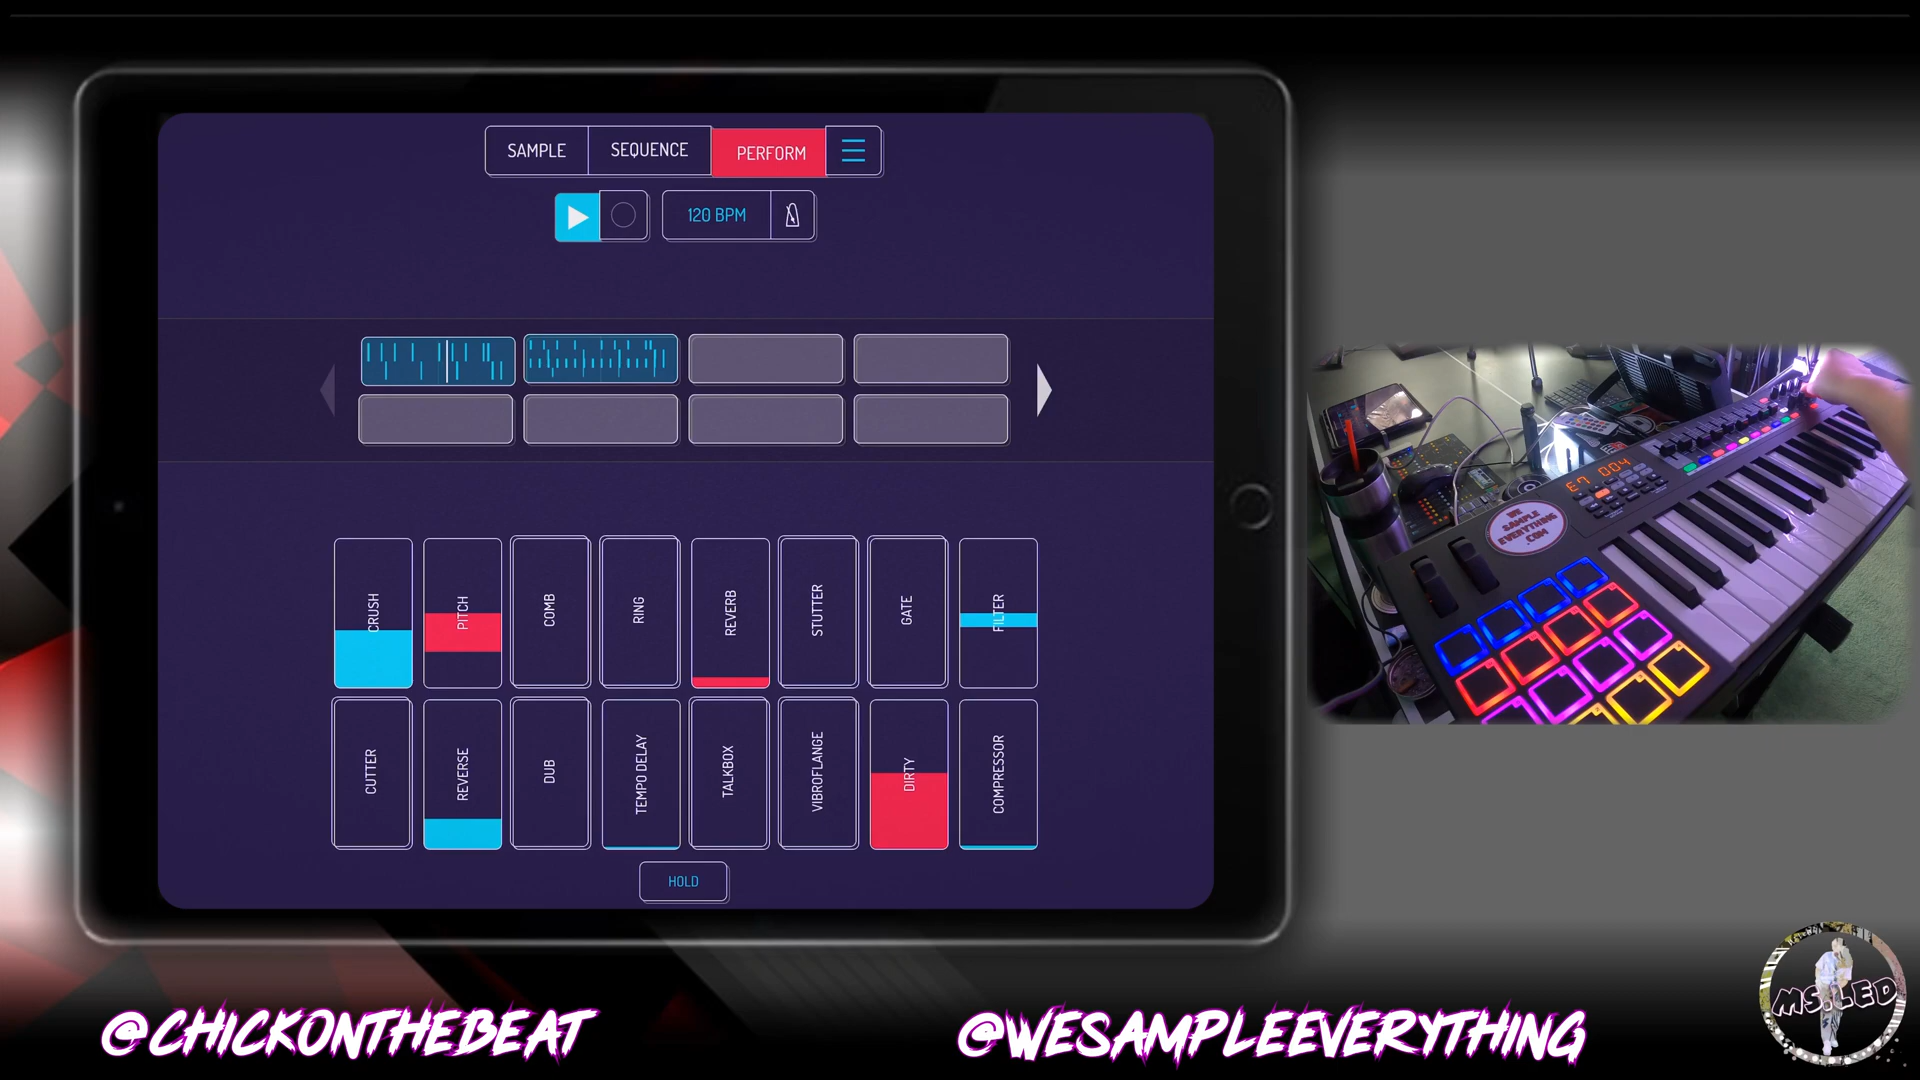 SAMPLE
SEQUENCE
PERFORM
120 BPM
CRUSH
PITCH
COMB
RING
REVERB
STUTTER
GATE
FILTER
CUTTER
REVERSE
DUB
TEMPO DELAY
TALKBOX
VIBROFLANGE
DIRTY
COMPRESSOR
HOLD
E7 004
WE
SAMPLE
EVERYTHING
.COM
@CHICKONTHEBEAT
@WESAMPLEEVERYTHING
MS.LED